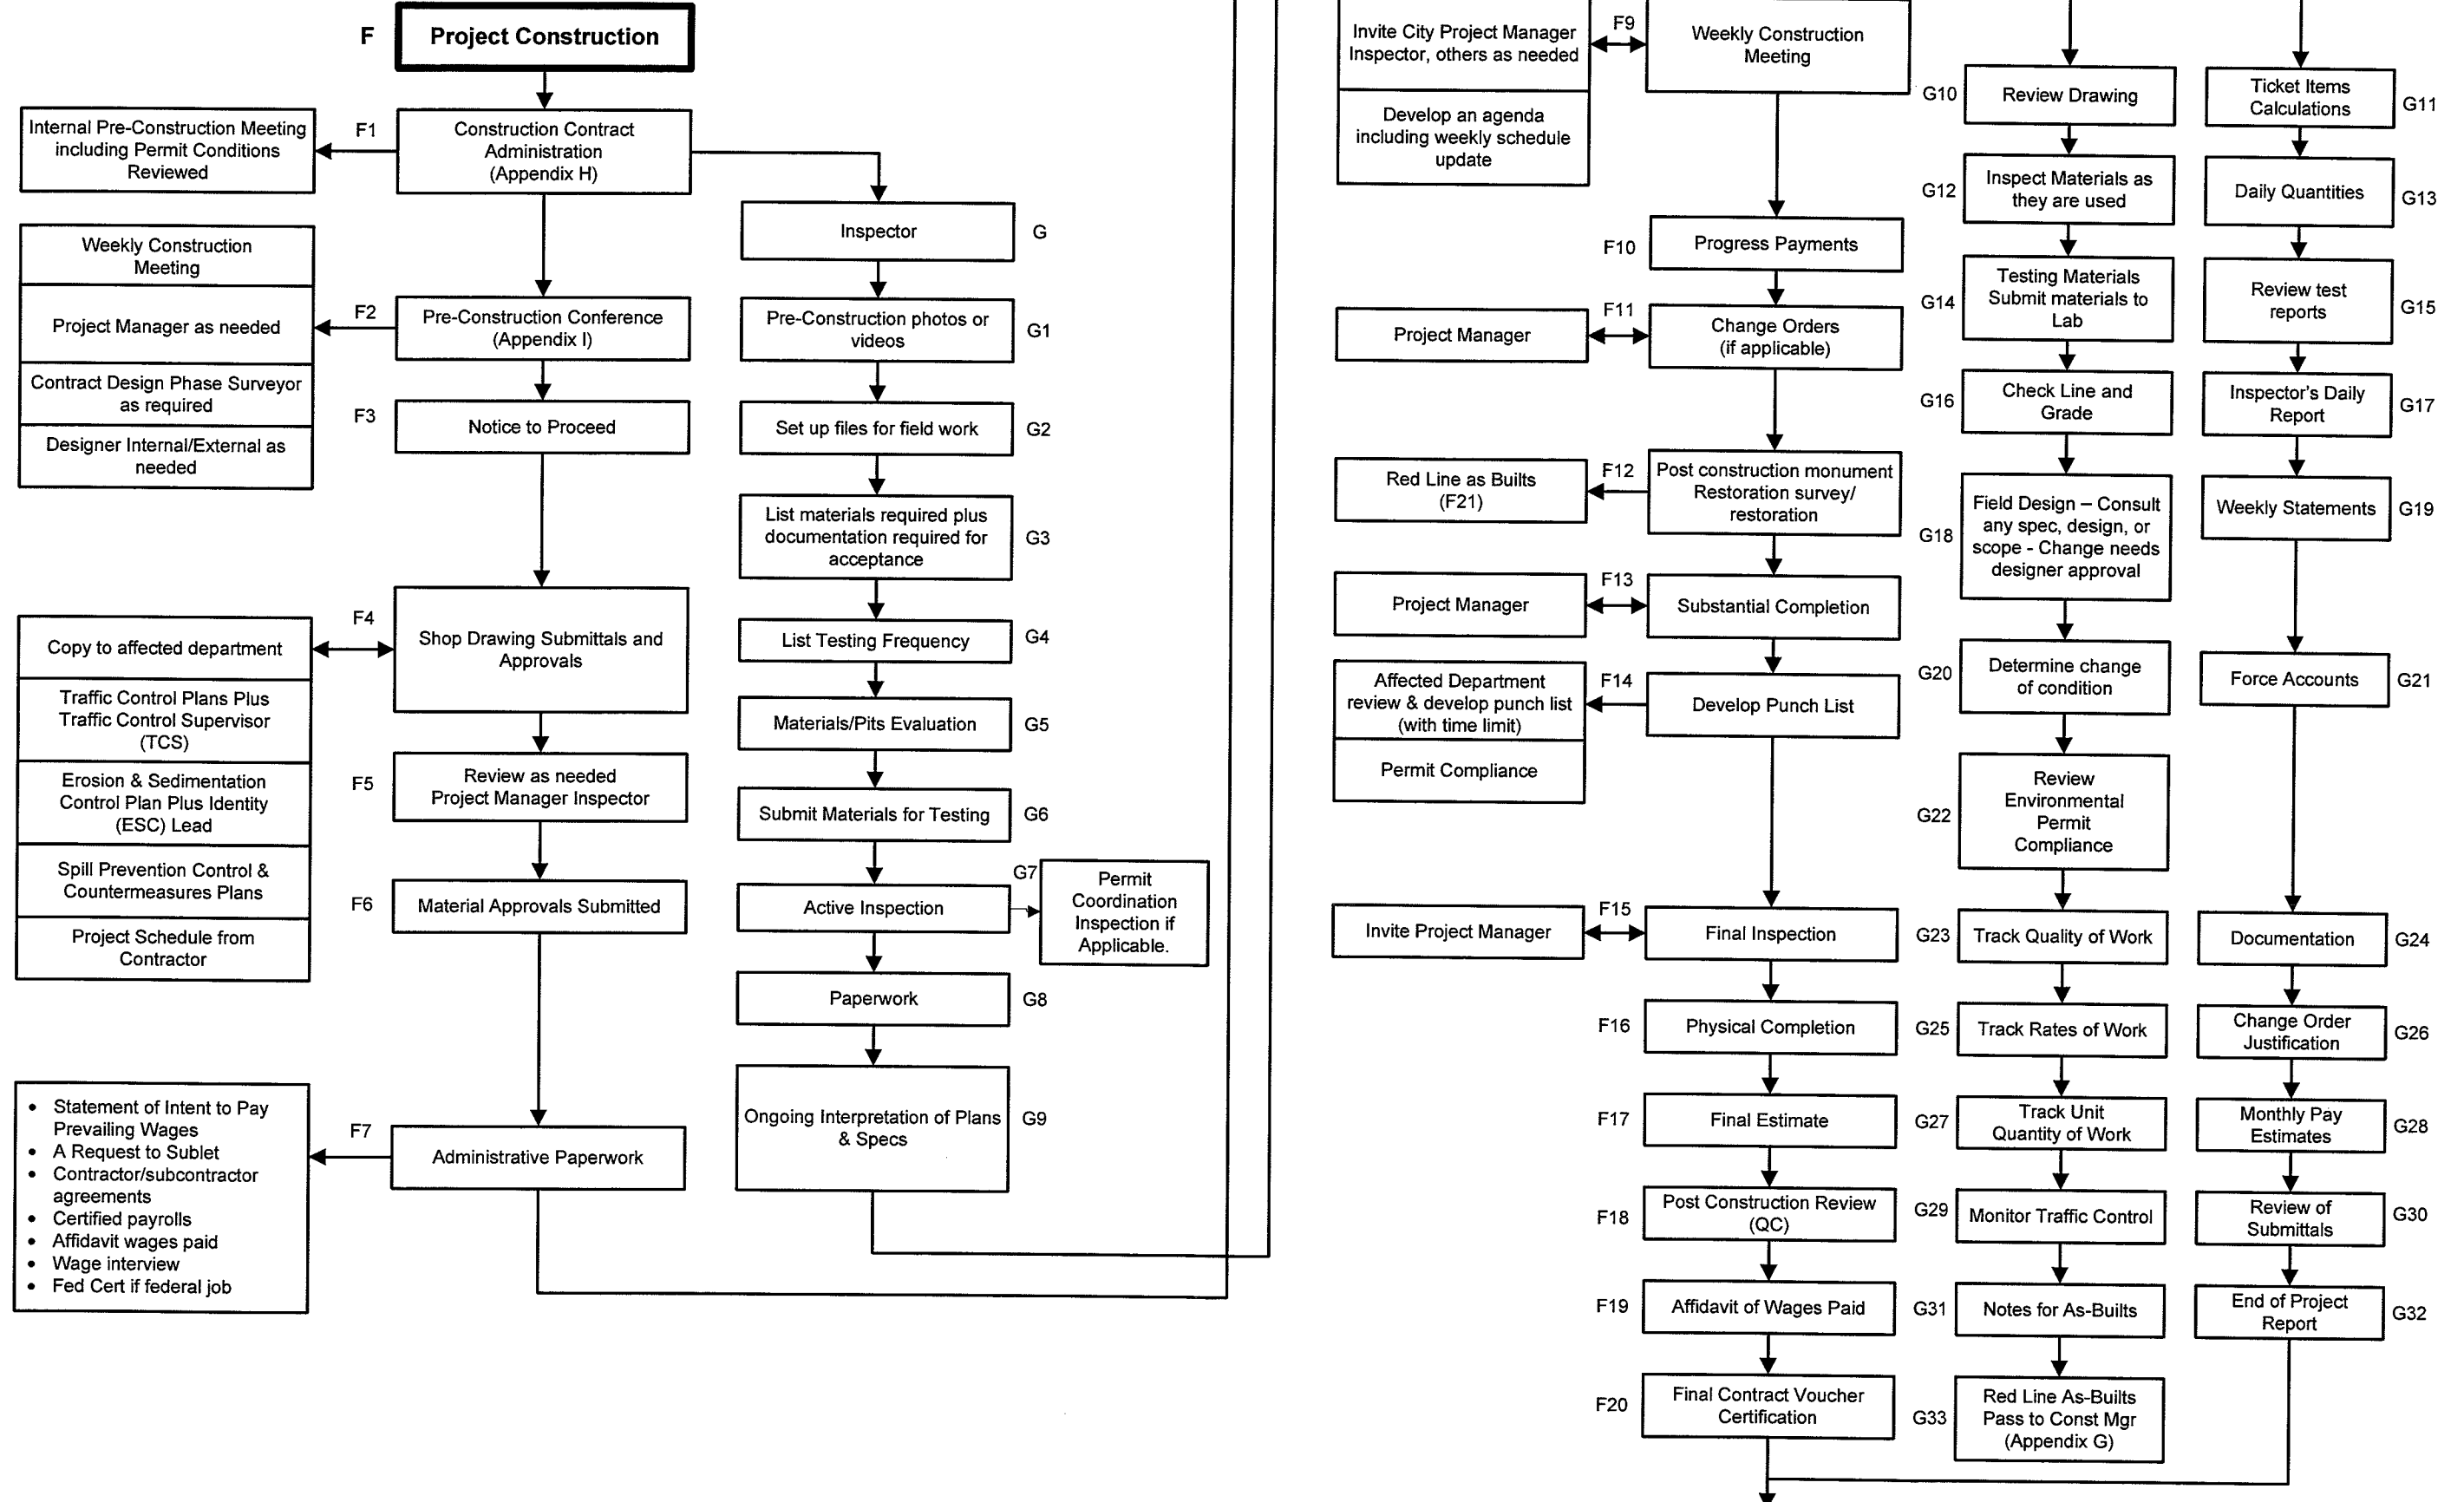 F
Project Construction
Internal Pre-Construction Meeting
including Permit Conditions
Reviewed
F1
Construction Contract
Administration
(Appendix H)
Weekly Construction
Meeting
Project Manager as needed
Contract Design Phase Surveyor
as required
Designer Internal/External as
needed
F2
Pre-Construction Conference
(Appendix I)
F3
Notice to Proceed
F4
Shop Drawing Submittals and
Approvals
Copy to affected department
Traffic Control Plans Plus
Traffic Control Supervisor
(TCS)
Erosion & Sedimentation
Control Plan Plus Identity
(ESC) Lead
Spill Prevention Control &
Countermeasures Plans
Project Schedule from
Contractor
F5
Review as needed
Project Manager Inspector
F6
Material Approvals Submitted
• Statement of Intent to Pay
Prevailing Wages
• A Request to Sublet
• Contractor/subcontractor
agreements
• Certified payrolls
• Affidavit wages paid
• Wage interview
• Fed Cert if federal job
F7
Administrative Paperwork
Inspector
G
Pre-Construction photos or
videos
G1
Set up files for field work
G2
List materials required plus
documentation required for
acceptance
G3
List Testing Frequency
G4
Materials/Pits Evaluation
G5
Submit Materials for Testing
G6
Active Inspection
G7
Permit
Coordination
Inspection if
Applicable.
Paperwork
G8
Ongoing Interpretation of Plans
& Specs
G9
Invite City Project Manager
Inspector, others as needed
Develop an agenda
including weekly schedule
update
F9
Weekly Construction
Meeting
F10
Progress Payments
Project Manager
F11
Change Orders
(if applicable)
Red Line as Builts
(F21)
F12
Post construction monument
Restoration survey/
restoration
Project Manager
F13
Substantial Completion
Affected Department
review & develop punch list
(with time limit)
Permit Compliance
F14
Develop Punch List
Invite Project Manager
F15
Final Inspection
F16
Physical Completion
F17
Final Estimate
F18
Post Construction Review
(QC)
F19
Affidavit of Wages Paid
F20
Final Contract Voucher
Certification
G10
Review Drawing
G12
Inspect Materials as
they are used
G14
Testing Materials
Submit materials to
Lab
G16
Check Line and
Grade
G18
Field Design – Consult
any spec, design, or
scope - Change needs
designer approval
G20
Determine change
of condition
G22
Review
Environmental
Permit
Compliance
G23
Track Quality of Work
G25
Track Rates of Work
G27
Track Unit
Quantity of Work
G29
Monitor Traffic Control
G31
Notes for As-Builts
G33
Red Line As-Builts
Pass to Const Mgr
(Appendix G)
Ticket Items
Calculations
G11
Daily Quantities
G13
Review test
reports
G15
Inspector's Daily
Report
G17
Weekly Statements
G19
Force Accounts
G21
Documentation
G24
Change Order
Justification
G26
Monthly Pay
Estimates
G28
Review of
Submittals
G30
End of Project
Report
G32